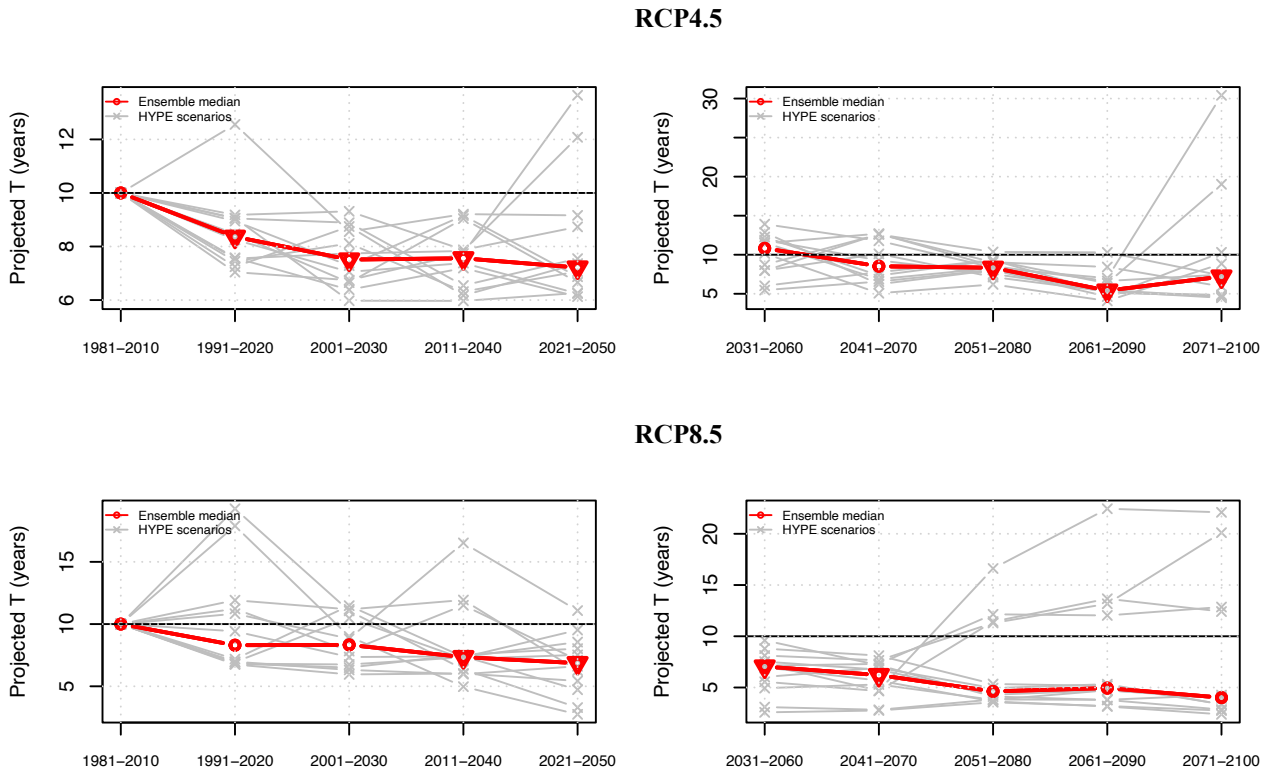 RCP4.5
Projected T (years)
12
10
8
6
Ensemble median
HYPE scenarios
1981–2010 1991–2020 2001–2030 2011–2040 2021–2050
Projected T (years)
30
20
10
5
Ensemble median
HYPE scenarios
2031–2060 2041–2070 2051–2080 2061–2090 2071–2100
RCP8.5
Projected T (years)
15
10
5
Ensemble median
HYPE scenarios
1981–2010 1991–2020 2001–2030 2011–2040 2021–2050
Projected T (years)
20
15
10
5
Ensemble median
HYPE scenarios
2031–2060 2041–2070 2051–2080 2061–2090 2071–2100